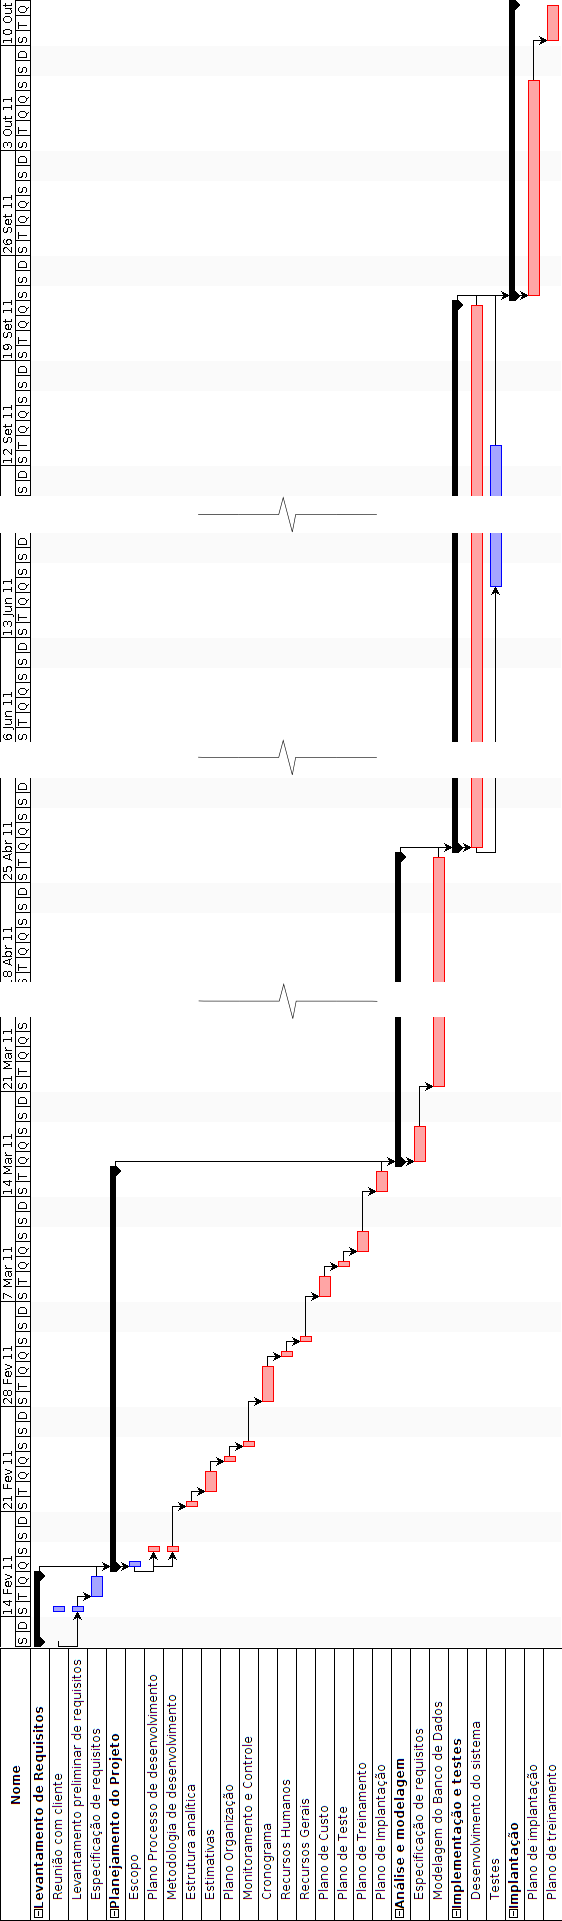 14 Fev 11 21 Fev 11 28 Fev 11 7 Mar 11 14 Mar 11 21 Mar 11 8 Abr 11 25 Abr 11 6 Jun 11 13 Jun 11 12 Set 11 19 Set 11 26 Set 11 3 Out 11 10 Out
Nome
S D S T Q Q S S D S T Q Q S S D S T Q Q S S D S T Q Q S S D S T Q Q S S D S T Q Q S S T Q Q S S D S T Q Q S S D S T Q Q S S D S T Q Q S S D S D S T Q Q S S D S T Q Q S S D S T Q Q S S D S T Q Q S S D S T Q
Levantamento de Requisitos
Reunião com cliente
Levantamento preliminar de requisitos
Especificação de requisitos
Planejamento do Projeto
Escopo
Plano Processo de desenvolvimento
Metodologia de desenvolvimento
Estrutura analítica
Estimativas
Plano Organização
Monitoramento e Controle
Cronograma
Recursos Humanos
Recursos Gerais
Plano de Custo
Plano de Teste
Plano de Treinamento
Plano de Implantação
Análise e modelagem
Especificação de requisitos
Modelagem do Banco de Dados
Implementação e testes
Desenvolvimento do sistema
Testes
Implantação
Plano de implantação
Plano de treinamento